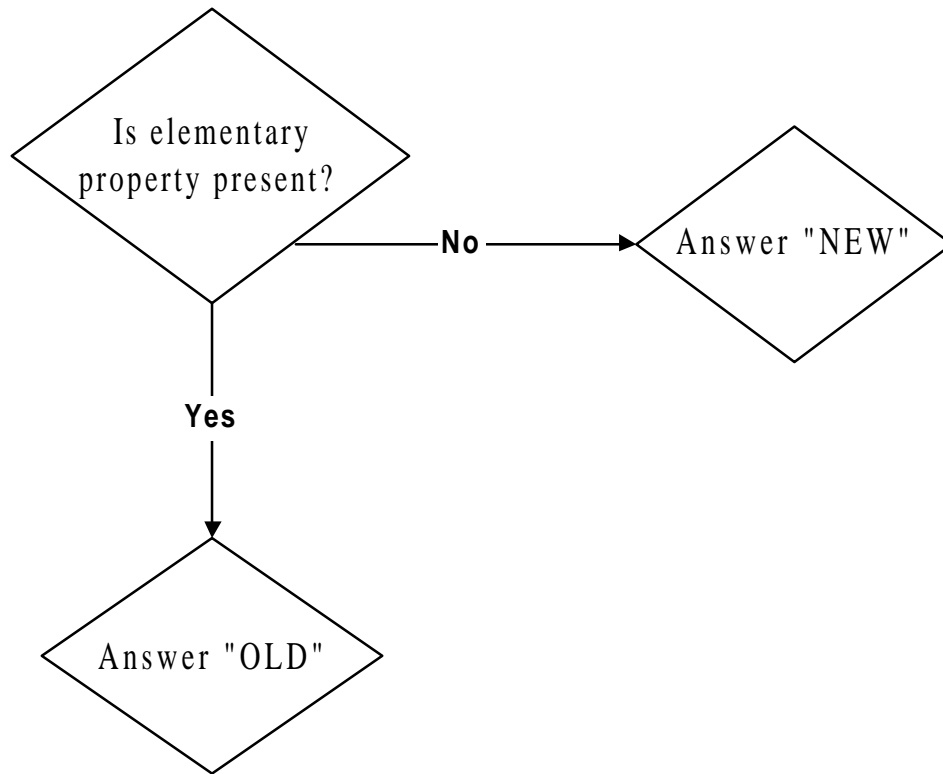 Is elementary
property present?
No
Answer "NEW"
Yes
Answer "OLD"